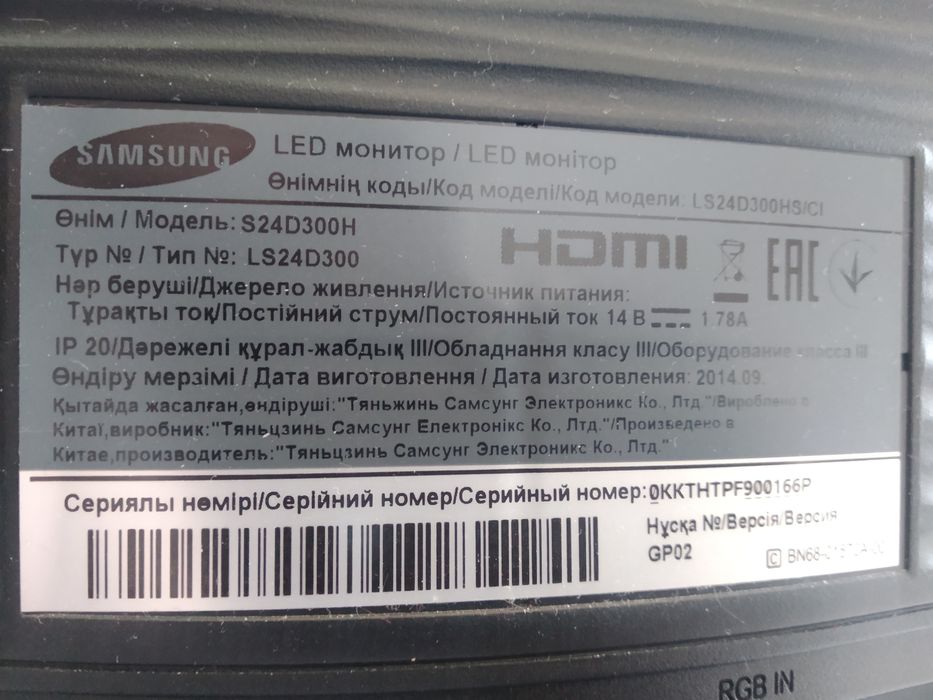 SAMSUNG
LED монитор / LED монітор
Өнімнің коды/Код моделі/Код модели: LS24D300HS/CI
Өнім / Модель: S24D300H
Түр № / Тип №: LS24D300
HDMI
EAC
Нәр беруші/Джерело живлення/Источник питания:
Тұрақты тоқ/Постійний струм/Постоянный ток 14 В 1.78A
IP 20/Дәрежелі құрал-жабдық III/Обладнання класу III/Оборудование класса III
Өндіру мерзімі / Дата виготовлення / Дата изготовления: 2014.09.
Қытайда жасалған,өндіруші:"Тяньжинь Самсунг Электроникс Ко., Лтд."/Вироблено в
Китаї,виробник:"Тяньцзинь Самсунг Електронікс Ко., Лтд."/Произведено в
Китае,производитель:"Тяньцзинь Самсунг Электроникс Ко., Лтд."
Сериялы нөмірі/Серійний номер/Серийный номер:0KKTHTPF900166P
Нұсқа №/Версія/Версия
GP02
RGB IN